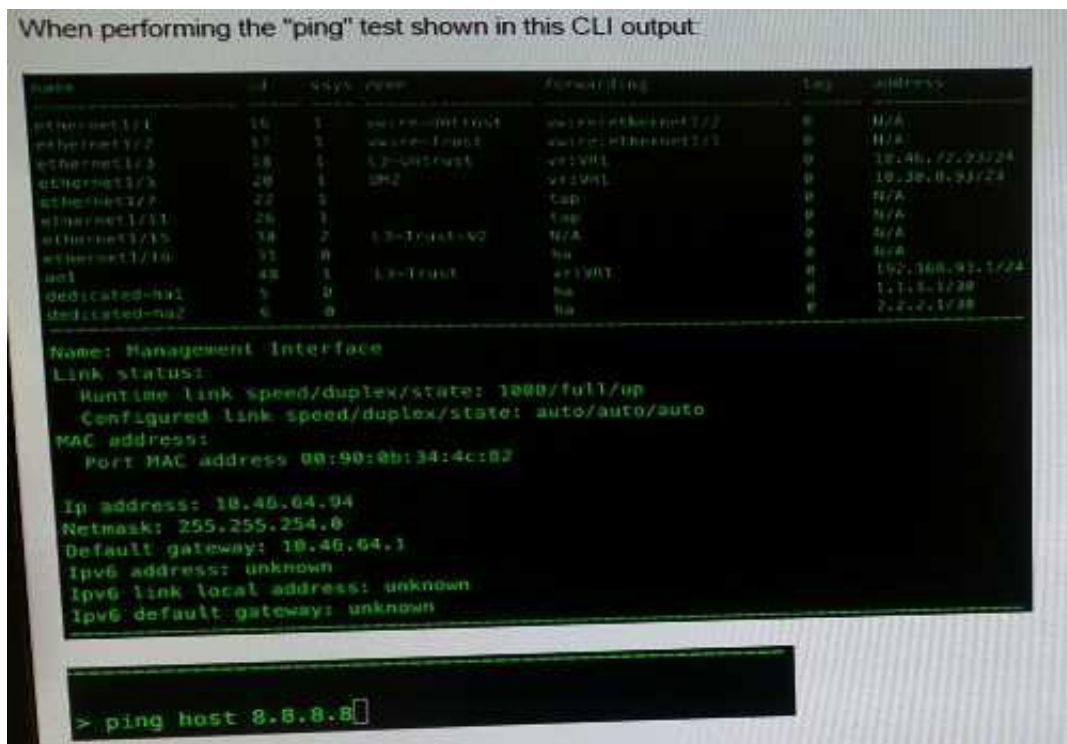 When performing the "ping" test shown in this CLI output:
name id vsys zone forwarding tag address
ethernet1/1 16 1 vwire-Untrust vwire:ethernet1/2 0 N/A
ethernet1/2 17 1 vwire-Trust vwire:ethernet1/1 0 N/A
ethernet1/3 18 1 L3-Untrust vr:VR1 0 10.46.72.93/24
20 1 DMZ vr:VR1 0 10.30.0.93/24
ethernet1/7 22 1 tap 0 N/A
ethernet1/11 26 1 tap 0 N/A
ethernet1/15 2 L3-Trust-V2 N/A 0 N/A
ethernet1/16 31 0 ha 0 N/A
ae1 48 1 L3-Trust vr:VR1 0 192.168.93.1/24
dedicated-ha1 5 0 ha 0 1.1.1.1/30
dedicated-ha2 6 0 ha 0 2.2.2.1/30
Name: Management Interface
Link status:
Runtime link speed/duplex/state: 1000/full/up
Configured link speed/duplex/state: auto/auto/auto
MAC address:
Port MAC address 00:90:0b:34:4c:82
Ip address: 10.46.64.94
Netmask: 255.255.254.0
Default gateway: 10.46.64.1
Ipv6 address: unknown
Ipv6 link local address: unknown
Ipv6 default gateway: unknown
> ping host 8.8.8.8